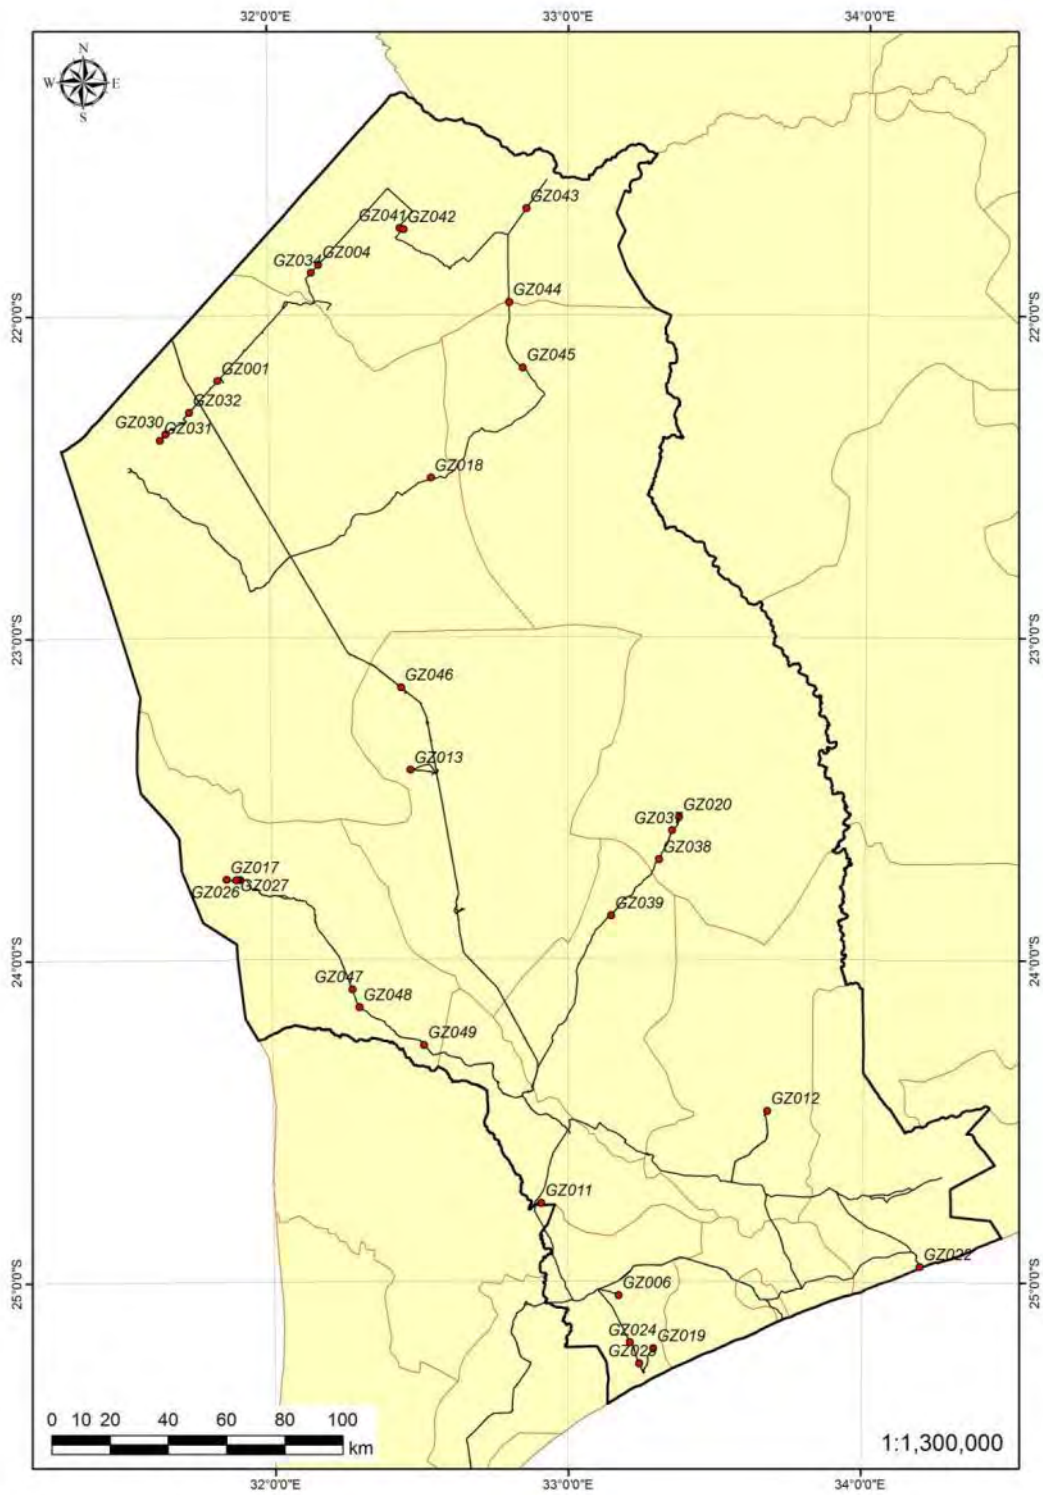 32°0'0"E 33°0'0"E 34°0'0"E
N
W E
S
GZ043
GZ041 GZ042
GZ034 GZ004
GZ044
22°0'0"S 22°0'0"S
GZ045
GZ001
GZ032
GZ030 GZ031
GZ018
23°0'0"S 23°0'0"S
GZ046
GZ013
GZ020
GZ038
GZ017
GZ026 GZ027
GZ039
24°0'0"S 24°0'0"S
GZ047
GZ048
GZ049
GZ012
GZ011
GZ022
25°0'0"S 25°0'0"S
GZ006
GZ024 GZ019
0 10 20 40 60 80 100
km
1:1,300,000
32°0'0"E 33°0'0"E 34°0'0"E